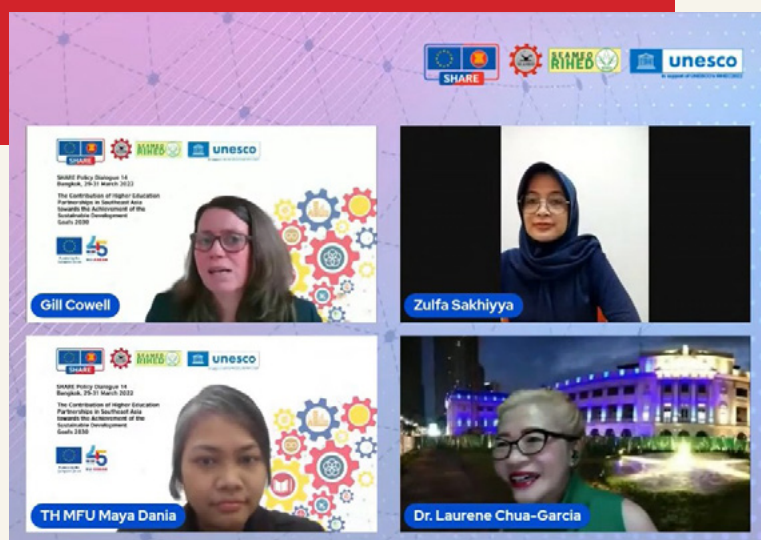 SHARE
SEAMEO
RIHED
unesco
SHARE
unesco
SHARE Policy Dialogue 14
Bangkok, 29-31 March 2022
The Contribution of Higher Education
Partnerships in Southeast Asia
towards the Achievement of the
Sustainable Development
Goals 2030
45
Gill Cowell
Zulfa Sakhiyya
SHARE
unesco
SHARE Policy Dialogue 14
Bangkok, 29-31 March 2022
The Contribution of Higher Education
Partnerships in Southeast Asia
towards the Achievement of the
Sustainable Development
Goals 2030
45
TH MFU Maya Dania
Dr. Laurene Chua-Garcia